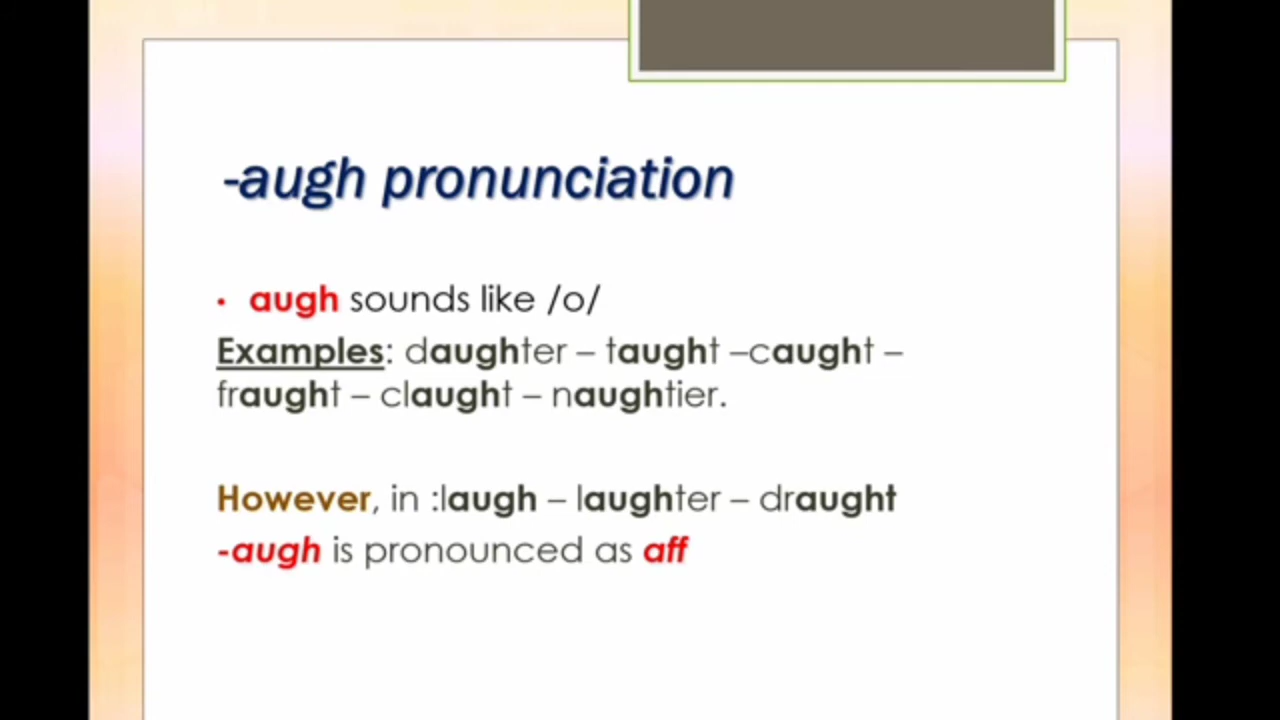 -augh pronunciation
• augh sounds like /o/
Examples: daughter – taught –caught –
fraught – claught – naughtier.
However, in :laugh – laughter – draught
-augh is pronounced as aff